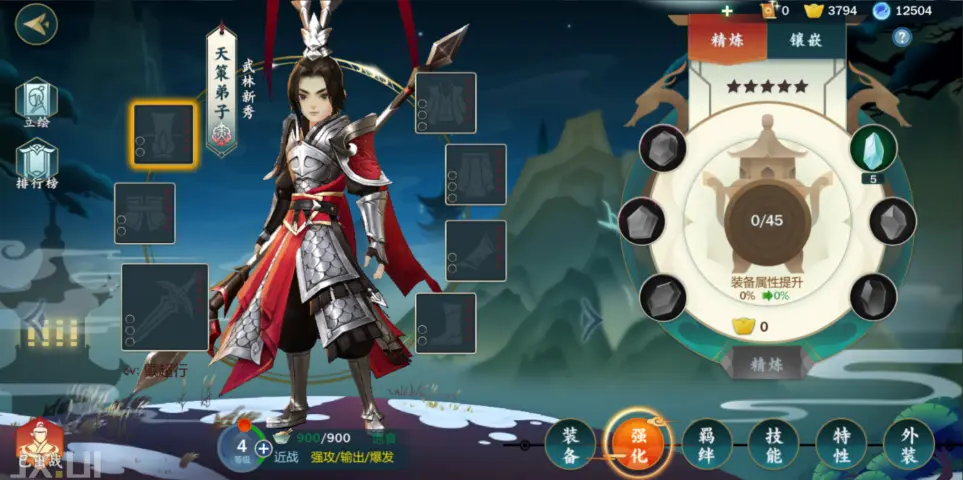 0
3794
12504
精炼
镶嵌
天策弟子
武林新秀
立绘
排行榜
5
0/45
装备属性提升
0%
0%
0
精炼
已出战
4
等级
900/900
近战
强攻/输出/爆发
装备
强化
羁绊
技能
特性
外装